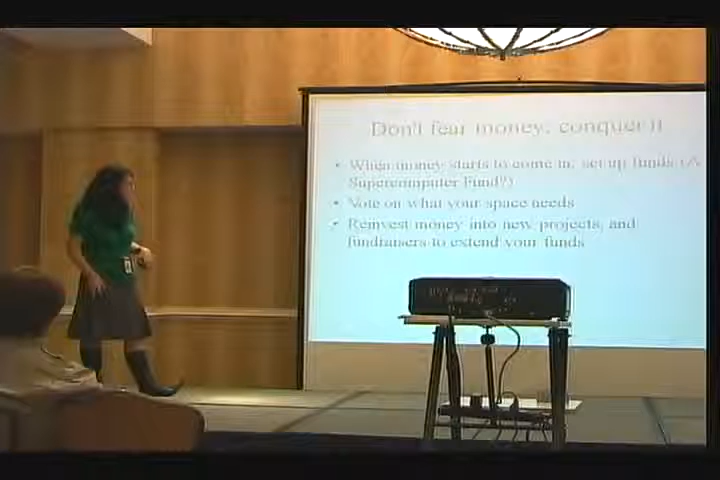 Don't fear money, conquer it
• When money starts to come in, set up funds (A
Supercomputer Fund?)
• Vote on what your space needs
• Reinvest money into new projects, and
fundraisers to extend your funds